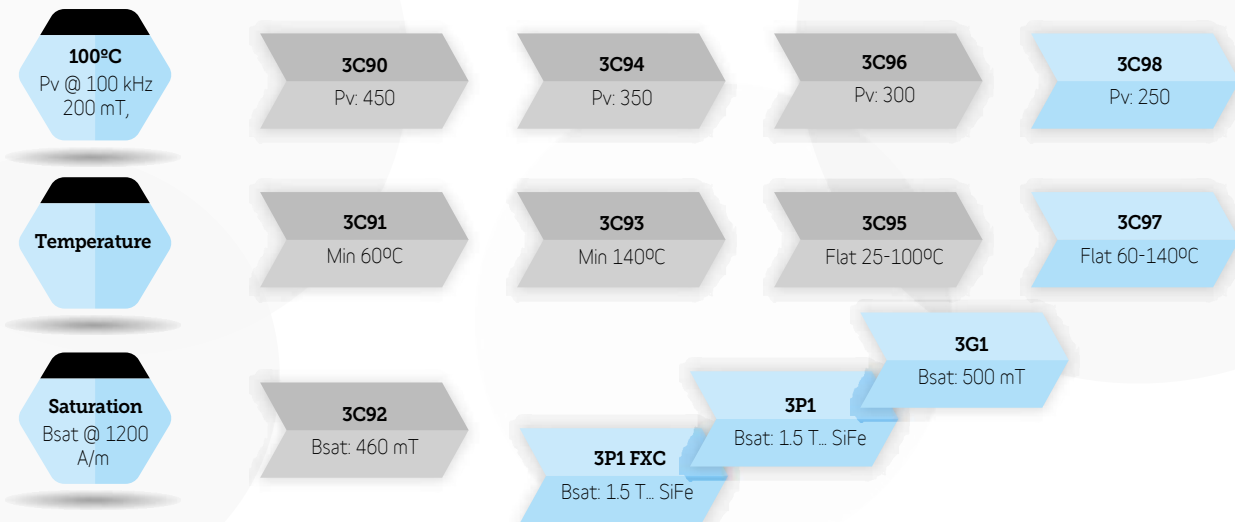 100ºC
Pv @ 100 kHz
200 mT,
3C90
Pv: 450
3C94
Pv: 350
3C96
Pv: 300
3C98
Pv: 250
Temperature
3C91
Min 60ºC
3C93
Min 140ºC
3C95
Flat 25-100ºC
3C97
Flat 60-140ºC
Saturation
Bsat @ 1200
A/m
3C92
Bsat: 460 mT
3P1 FXC
Bsat: 1.5 T... SiFe
3P1
Bsat: 1.5 T... SiFe
3G1
Bsat: 500 mT